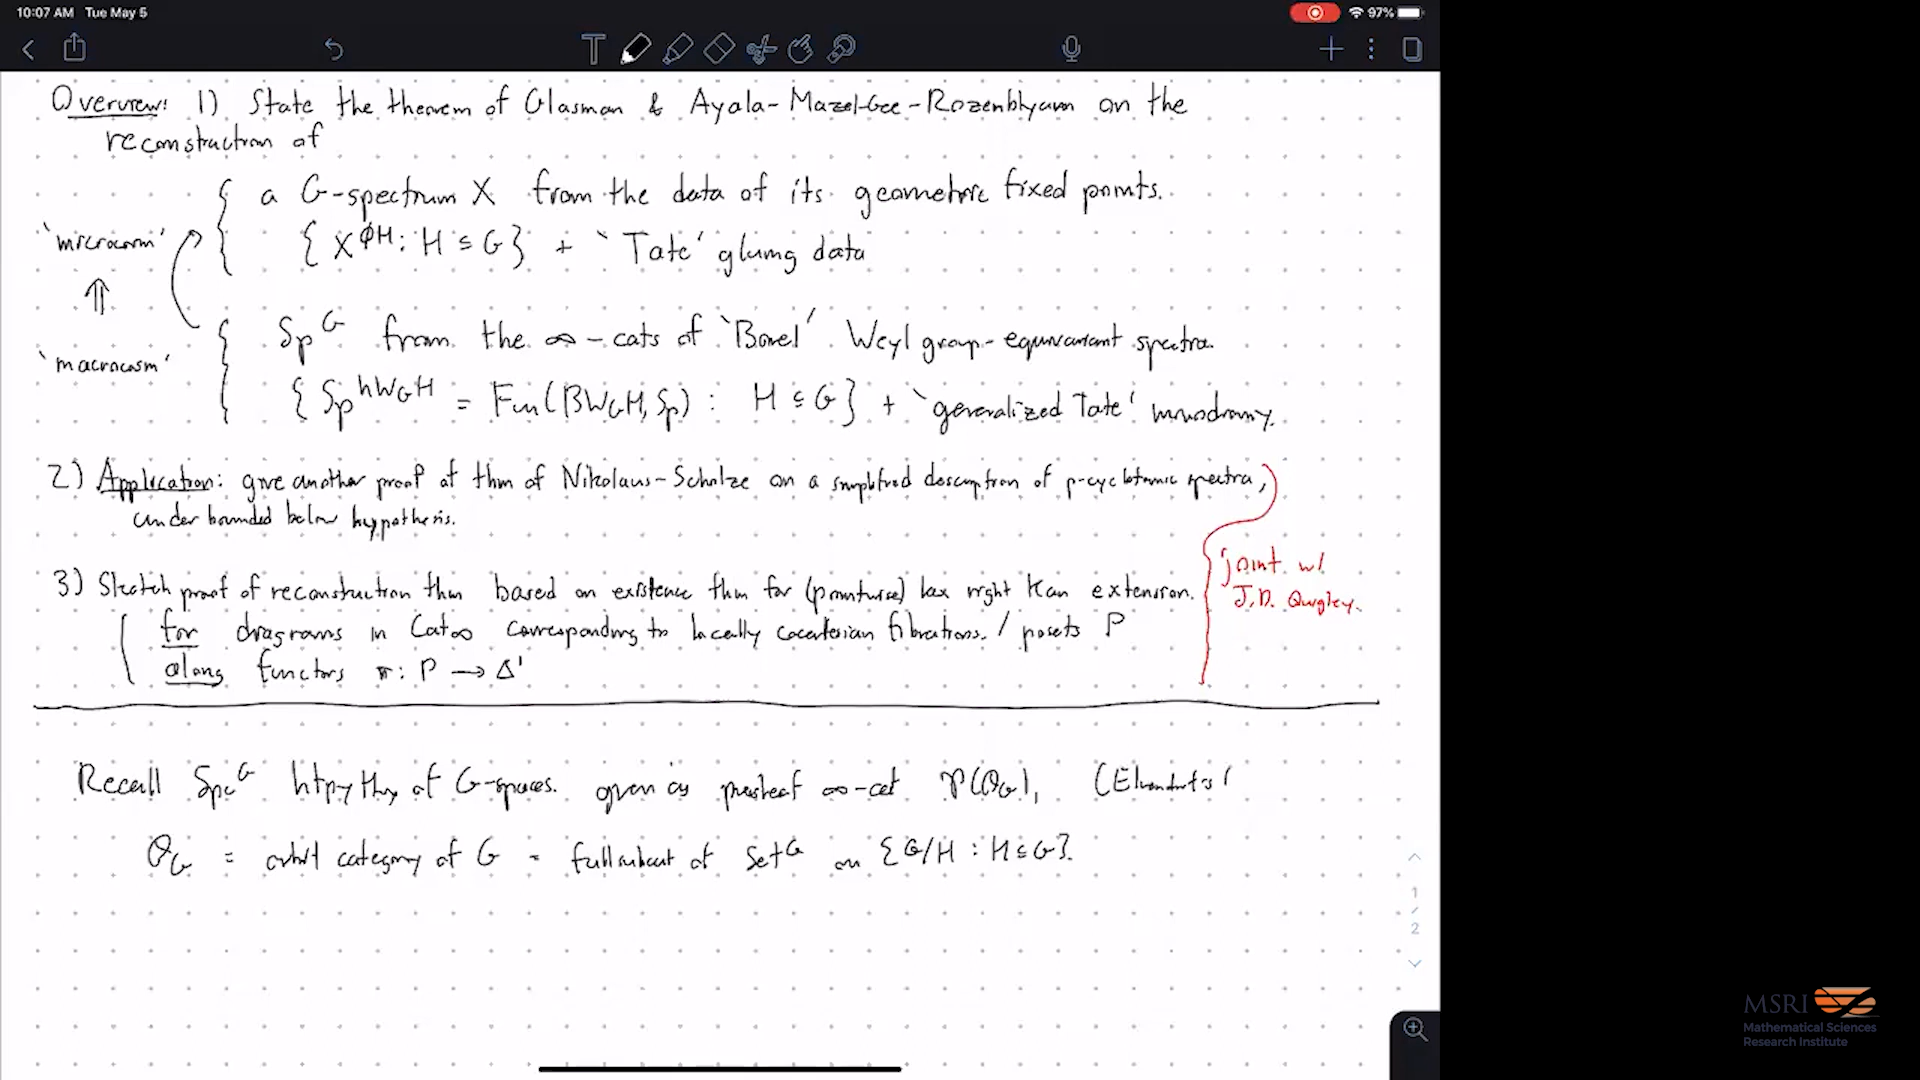 10:07 AM Tue May 5
97%
Overview: 1) State the theorem of Glasman & Ayala-Mazel-Gee-Rozenblyum on the
reconstruction of
a G-spectrum X from the data of its geometric fixed points.
'microcosm' { X^{ΦH} : H ≤ G } + 'Tate' gluing data
⇑
Sp^G from the ∞-cats of 'Borel' Weyl group-equivariant spectra.
'macrocosm'
{ Sp^{hW_G H} = Fun(BW_G H, Sp) : H ≤ G } + 'generalized Tate' monodromy.
2) Application: give another proof of thm of Nikolaus-Scholze on a simplified description of p-cyclotomic spectra,
under bounded below hypothesis.
joint w/
J.D. Quigley.
3) Sketch proof of reconstruction thm based on existence thm for (pointwise) lax right Kan extension.
for diagrams in Cat∞ corresponding to locally cocartesian fibrations / posets P
along functors π: P → Δ¹
Recall Spc^G htpy thy of G-spaces. given as presheaf ∞-cat P(O_G),
O_G = orbit category of G = full subcat of Set^G on {G/H : H ≤ G}.
1
/
2
MSRI
Mathematical Sciences
Research Institute